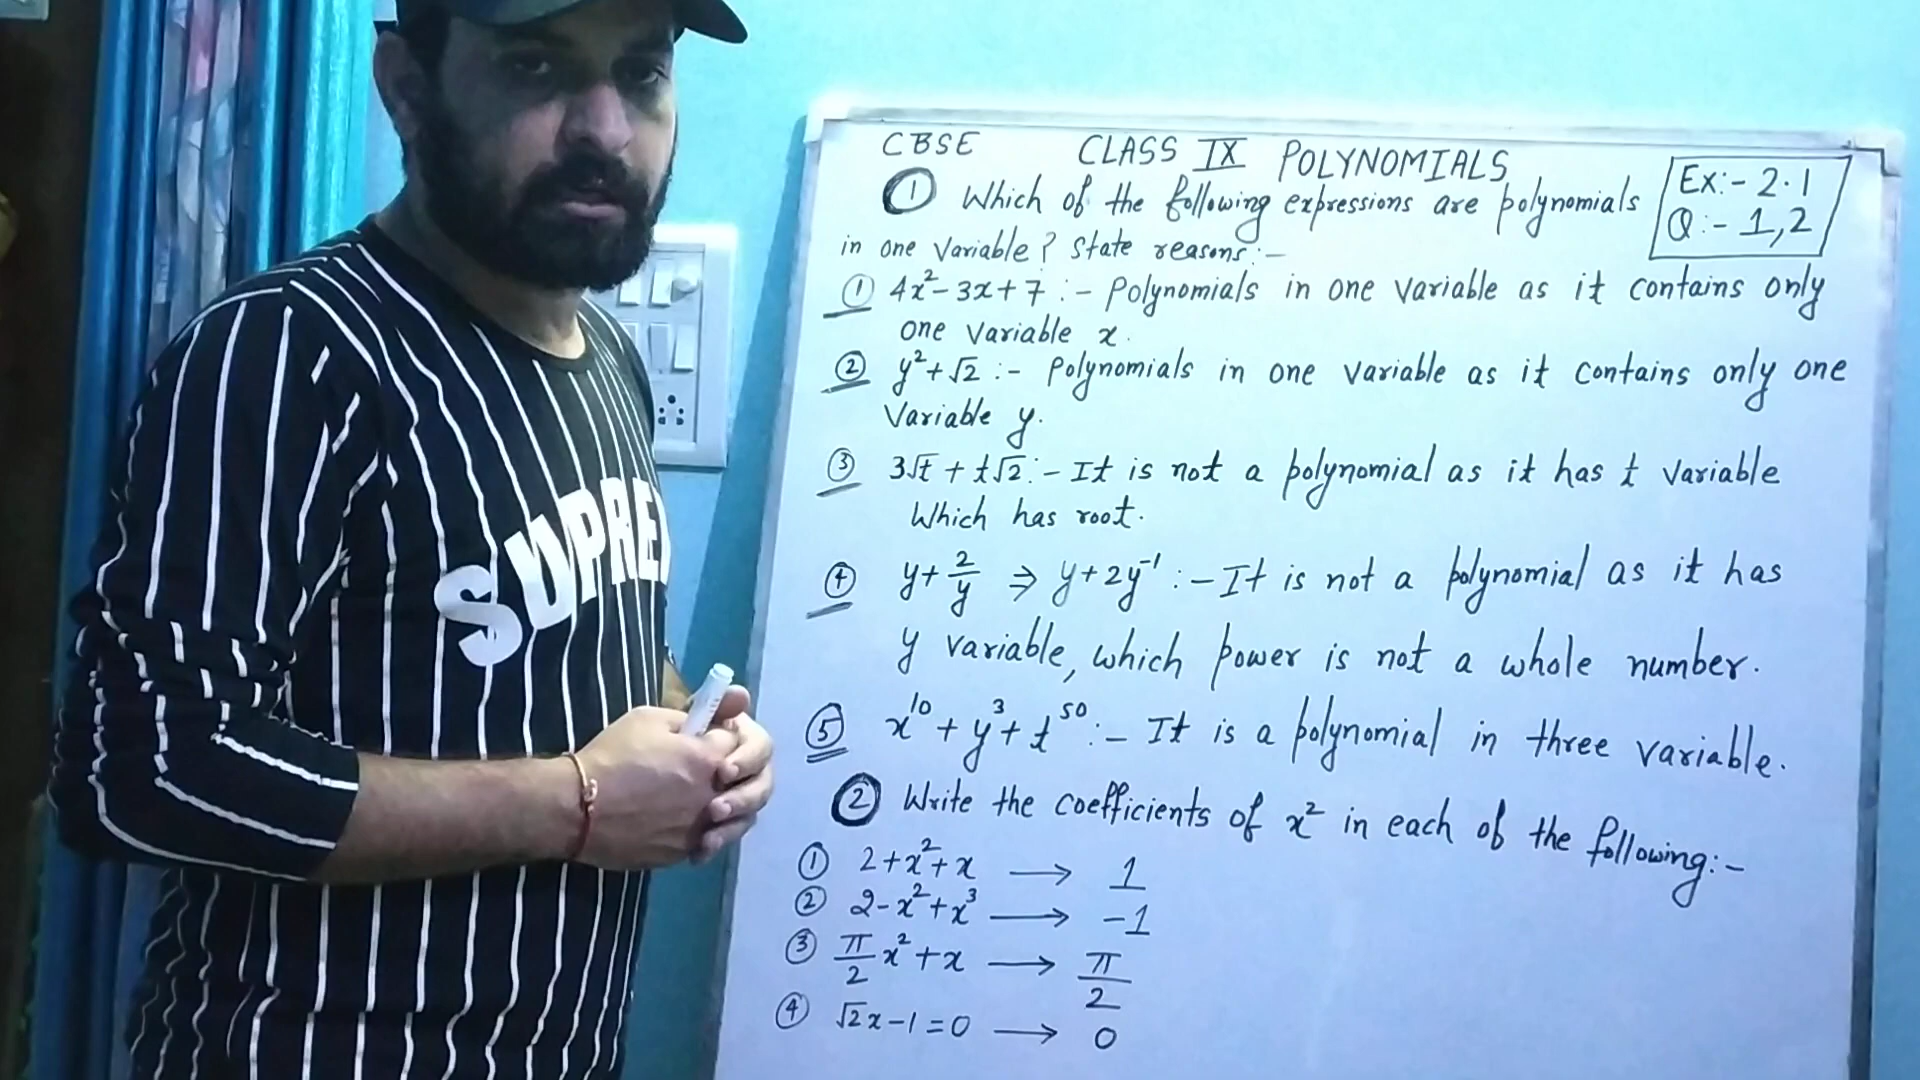 CBSE CLASS IX POLYNOMIALS
Ex:- 2.1
Q:- 1,2
① Which of the following expressions are polynomials
in one variable? State reasons:-
① 4x²- 3x+7 :- Polynomials in one variable as it contains only
one variable x.
② y²+√2 :- Polynomials in one variable as it contains only one
Variable y.
③ 3√t + t√2:- It is not a polynomial as it has t variable
Which has root.
④ y+2/y ⇒ y+2y⁻¹ :- It is not a polynomial as it has
y variable, which power is not a whole number.
⑤ x¹⁰+y³+t⁵⁰:- It is a polynomial in three variable.
② Write the coefficients of x² in each of the following:-
① 2+x²+x → 1
② 2-x²+x³ → -1
③ π/2 x²+x → π/2
④ √2x-1=0 → 0
SUPRE